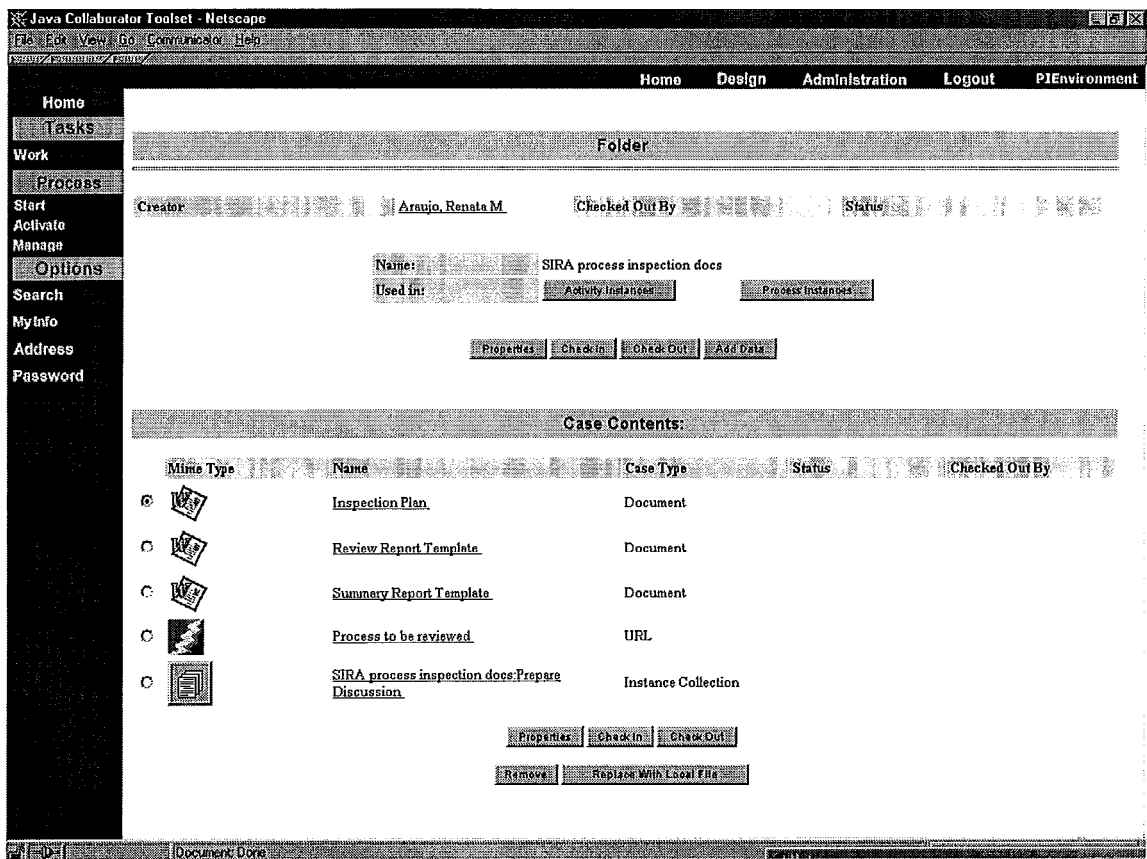 Java Collaborator Toolset - Netscape
File Edit View Go Communicator Help
Home Design Administration Logout PIEnvironment
Home
Tasks
Work
Process
Start
Activate
Manage
Options
Search
MyInfo
Address
Password
Folder
Creator Araujo, Renata M Checked Out By Status
Name: SIRA process inspection docs
Used in: Activity Instances... Process Instances...
Properties Check In Check Out Add Data
Case Contents:
Mime Type Name Case Type Status Checked Out By
Inspection Plan Document
Review Report Template Document
Summary Report Template Document
Process to be reviewed URL
SIRA process inspection docs:Prepare
Discussion Instance Collection
Properties Check In Check Out
Remove Replace With Local File
Document: Done